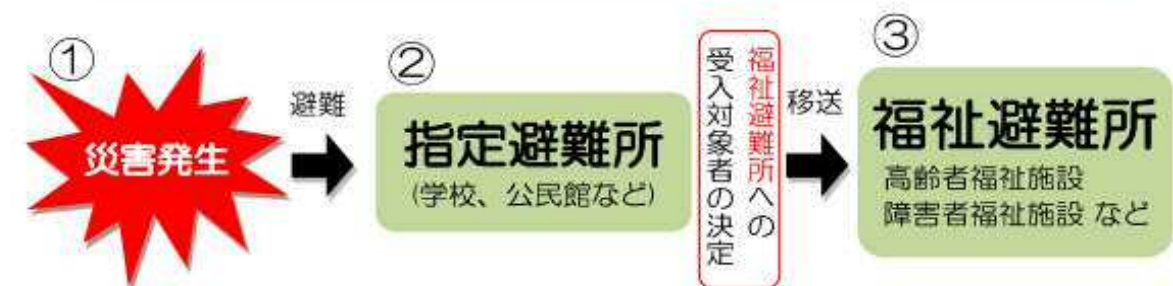 ①
災害発生
避難
②
指定避難所
(学校、公民館など)
福祉避難所への
受入対象者の決定
移送
③
福祉避難所
高齢者福祉施設
障害者福祉施設 など